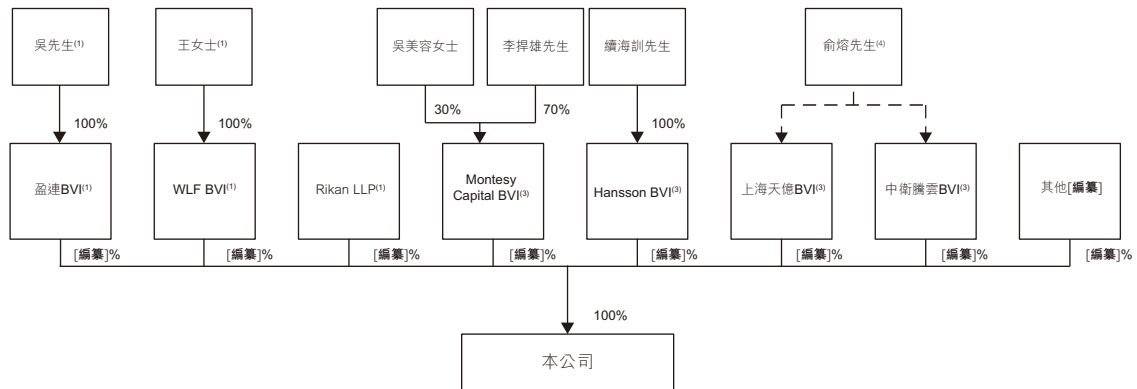 吳先生(1)
王女士(1)
吳美容女士
李捍雄先生
續海訓先生
俞熔先生(4)
100%
100%
30%
70%
100%
盈連BVI(1)
WLF BVI(1)
Rikan LLP(1)
Montesy
Capital BVI(3)
Hansson BVI(3)
上海天億BVI(3)
中衛騰雲BVI(3)
其他[編纂]
[編纂]%
[編纂]%
[編纂]%
[編纂]%
[編纂]%
[編纂]%
[編纂]%
[編纂]%
100%
本公司